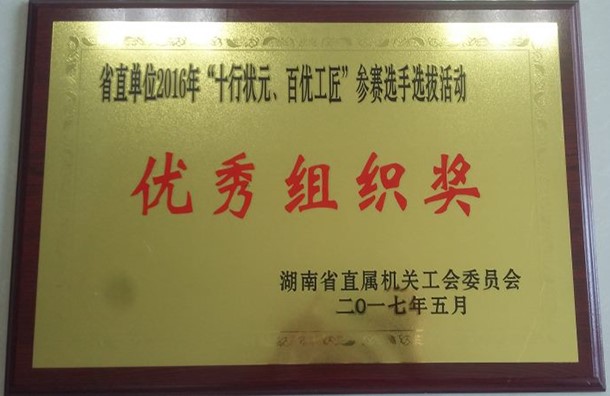 省直单位2016年“十行状元、百优工匠”参赛选手选拔活动
优秀组织奖
湖南省直属机关工会委员会
二〇一七年五月